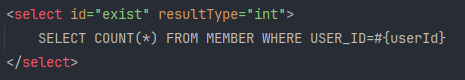 <select id="exist" resultType="int">
    SELECT COUNT(*) FROM MEMBER WHERE USER_ID=#{userId}
</select>